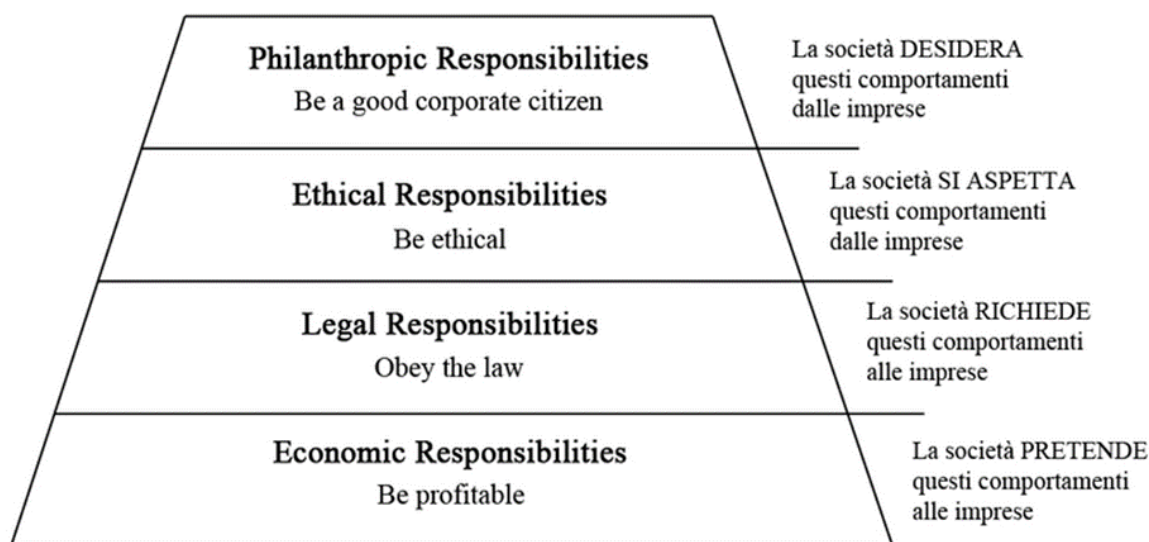 Philanthropic Responsibilities
Be a good corporate citizen
La società DESIDERA
questi comportamenti
dalle imprese
Ethical Responsibilities
Be ethical
La società SI ASPETTA
questi comportamenti
dalle imprese
Legal Responsibilities
Obey the law
La società RICHIEDE
questi comportamenti
alle imprese
Economic Responsibilities
Be profitable
La società PRETENDE
questi comportamenti
alle imprese